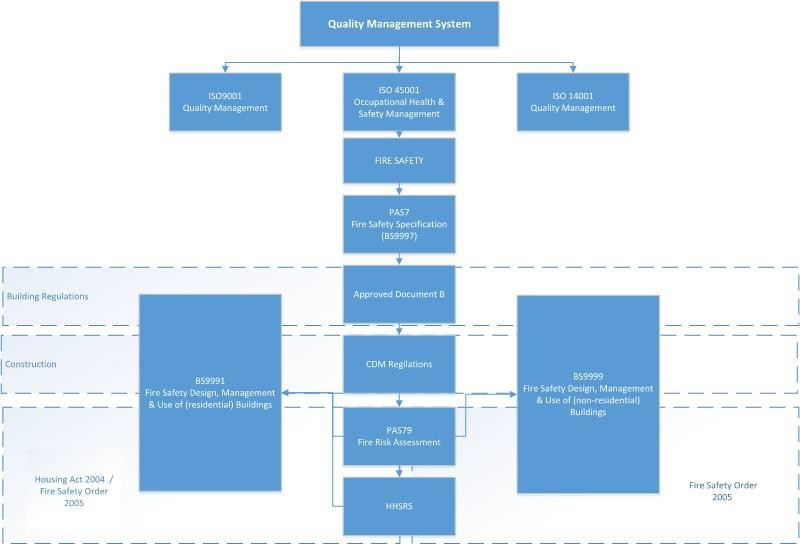 Quality Management System
ISO9001
Quality Management
ISO 45001
Occupational Health &
Safety Management
ISO 14001
Quality Management
FIRE SAFETY
PAS7
Fire Safety Specification
(BS9997)
Building Regulations
Approved Document B
Construction
CDM Regilations
BS9991
Fire Safety Design, Management
& Use of (residential) Buildings
BS9999
Fire Safety Design, Management
& Use of (non-residential)
Buildings
PAS79
Fire Risk Assessment
Housing Act 2004 /
Fire Safety Order
2005
HHSRS
Fire Safety Order
2005